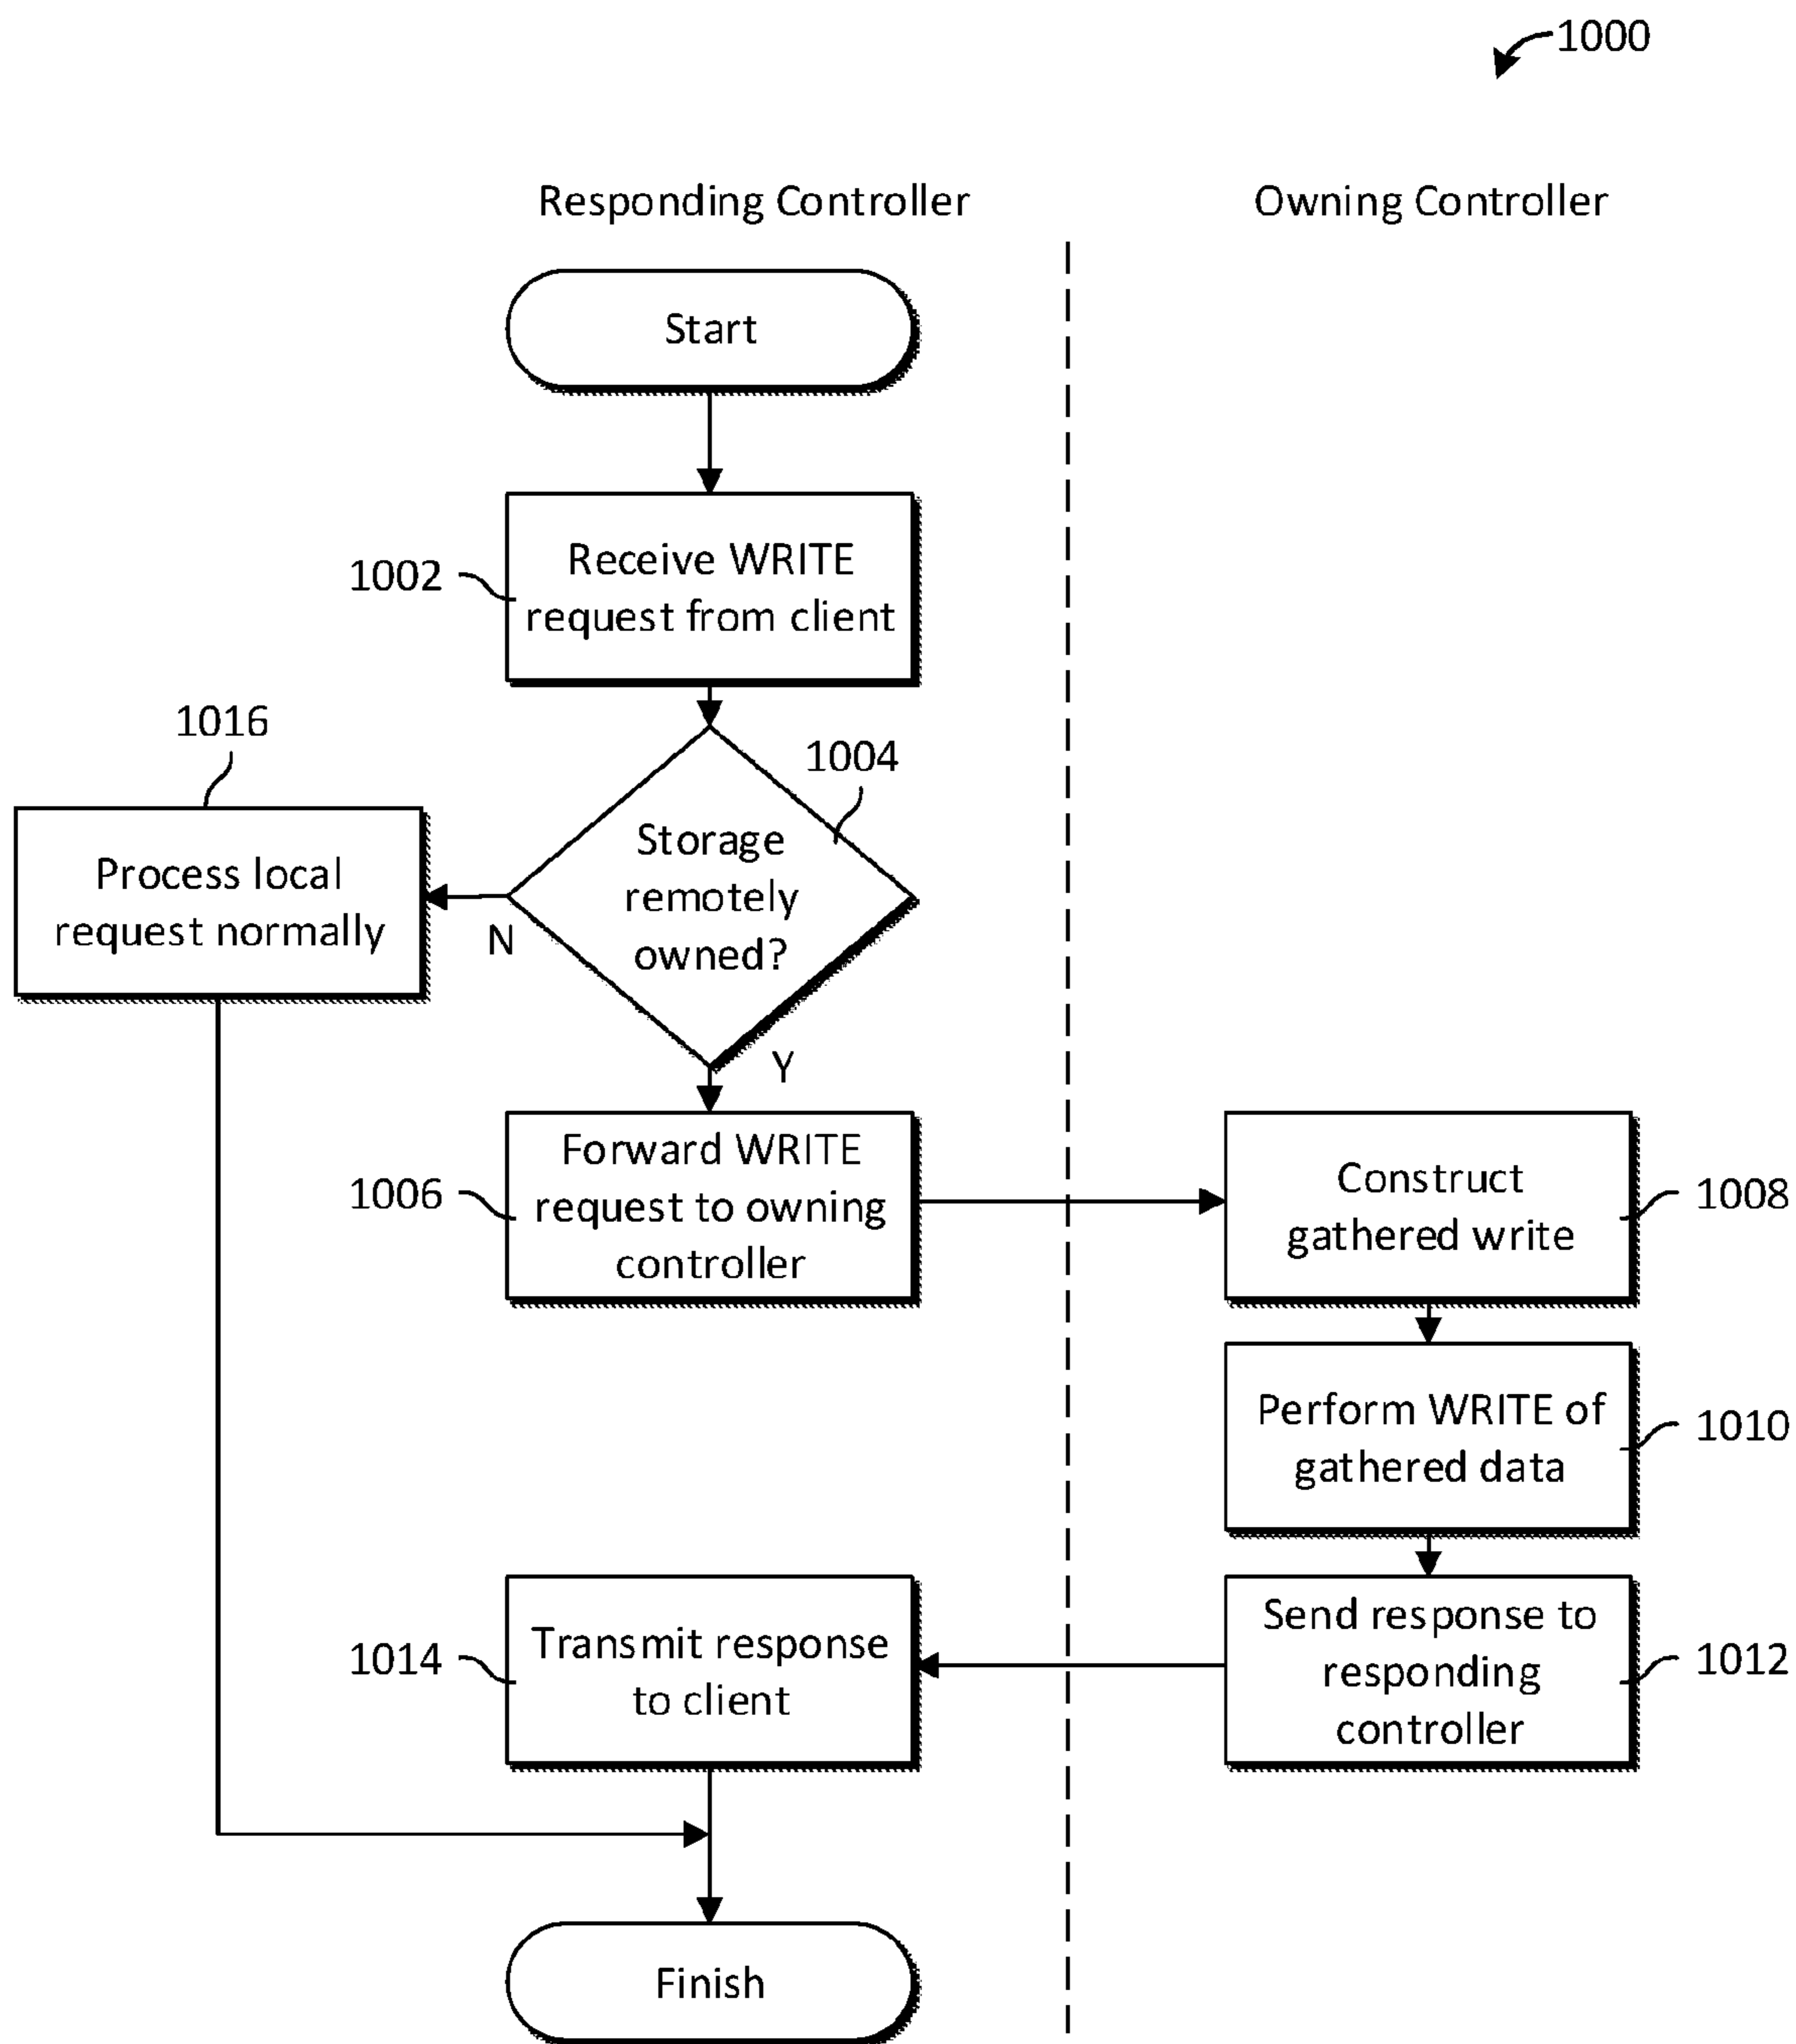 1000
Responding Controller
Owning Controller
Start
1002
Receive WRITE
request from client
1016
1004
Process local
request normally
Storage
remotely
owned?
N
Y
1006
Forward WRITE
request to owning
controller
Construct
gathered write
1008
Perform WRITE of
gathered data
1010
1014
Transmit response
to client
Send response to
responding
controller
1012
Finish